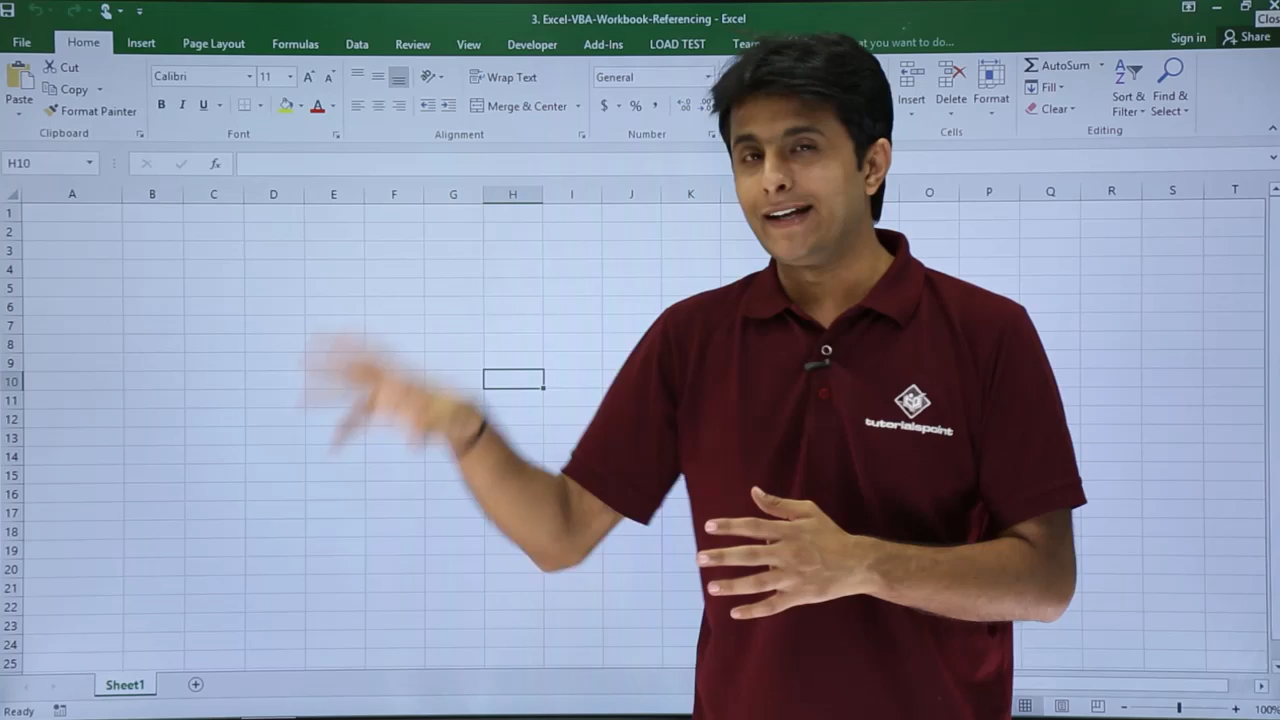 3. Excel-VBA-Workbook-Referencing - Excel
Clos
File Home Insert Page Layout Formulas Data Review View Developer Add-Ins LOAD TEST Team at you want to do... Sign in Share
Cut
Copy
Format Painter
Paste
Clipboard
Calibri 11 A A
B I U A
Font
Wrap Text
Merge & Center
Alignment
General
$ % ,
Number
Insert Delete Format
Cells
AutoSum
Fill
Clear
Sort & Filter
Find & Select
Editing
H10 fx
A B C D E F G H I J K O P Q R S T
1
2
3
4
5
6
7
8
9
10
11
12
13
14
15
16
17
18
19
20
21
22
23
24
25
tutorialspoint
Sheet1
Ready
100%